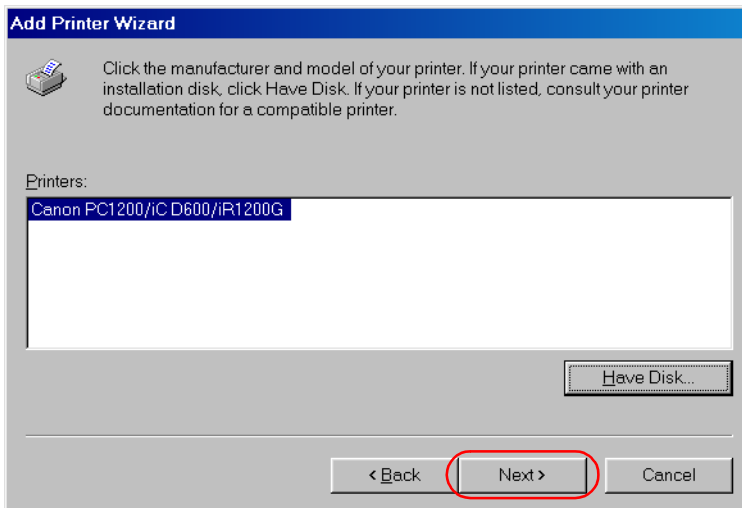 Add Printer Wizard
Click the manufacturer and model of your printer. If your printer came with an
installation disk, click Have Disk. If your printer is not listed, consult your printer
documentation for a compatible printer.
Printers:
Canon PC1200/iC D600/iR1200G
Have Disk...
< Back Next > Cancel